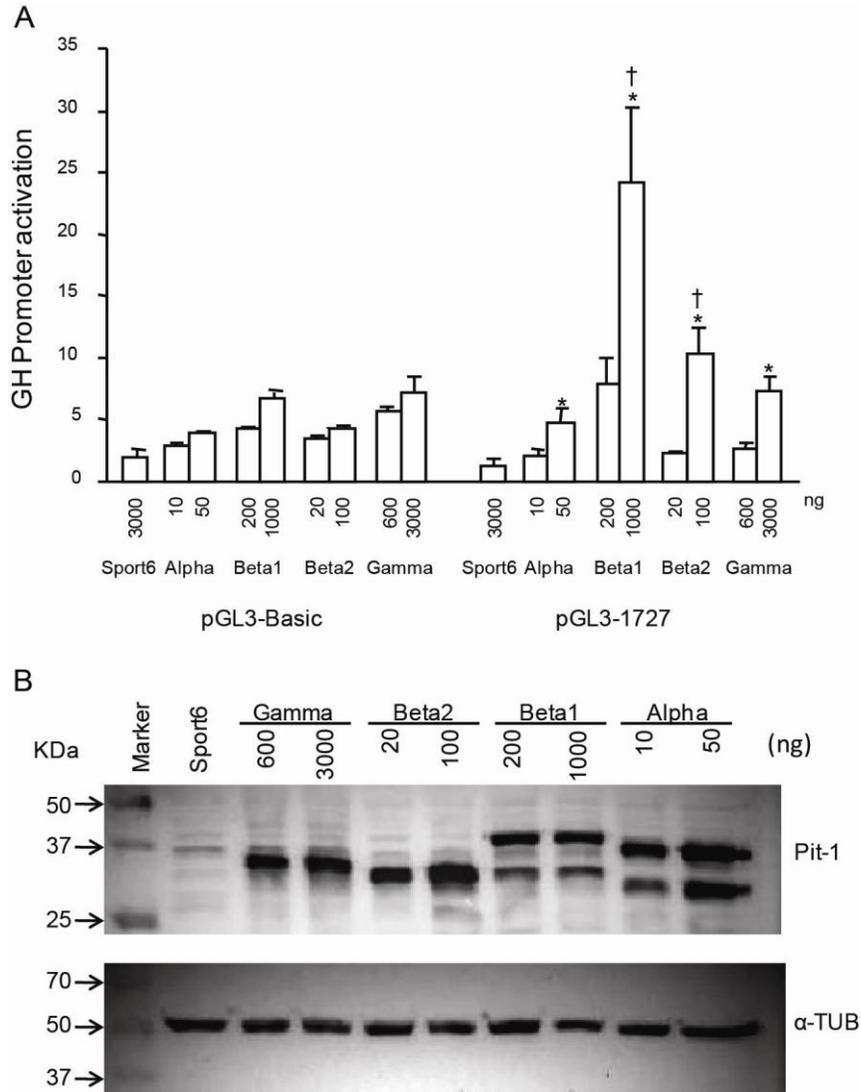 A
GH Promoter activation
35
30
25
20
15
10
5
0
†
*
†
*
*
*
3000 10 50 200 1000 20 100 600 3000 3000 10 50 200 1000 20 100 600 3000 ng
Sport6 Alpha Beta1 Beta2 Gamma Sport6 Alpha Beta1 Beta2 Gamma
pGL3-Basic pGL3-1727
B
Gamma Beta2 Beta1 Alpha
KDa Marker Sport6 600 3000 20 100 200 1000 10 50 (ng)
50
37
25
Pit-1
70
50
37
α-TUB